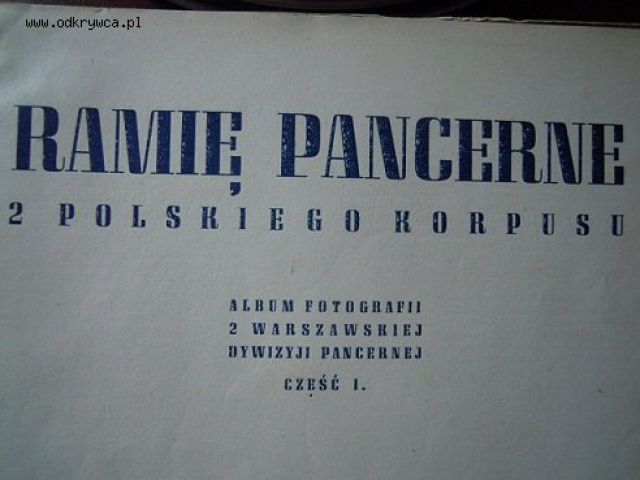 www.odkrywca.pl
RAMIĘ PANCERNE
2 POLSKIEGO KORPUSU
ALBUM FOTOGRAFII
2 WARSZAWSKIEJ
DYWIZYJI PANCERNEJ
CZĘŚĆ I.